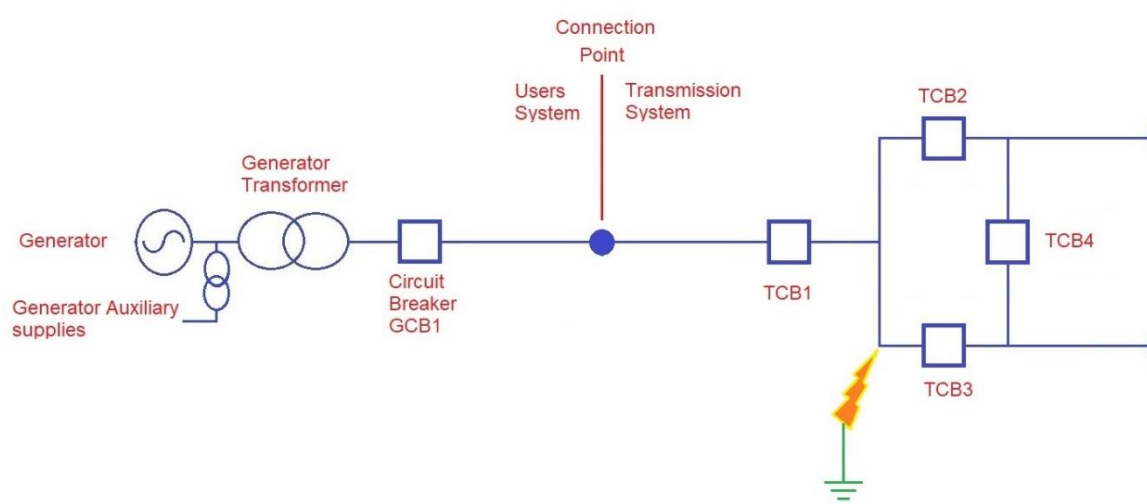 Connection
Point
Users
System
Transmission
System
TCB2
Generator
Transformer
Generator
TCB4
Circuit
Breaker
GCB1
TCB1
Generator Auxiliary
supplies
TCB3